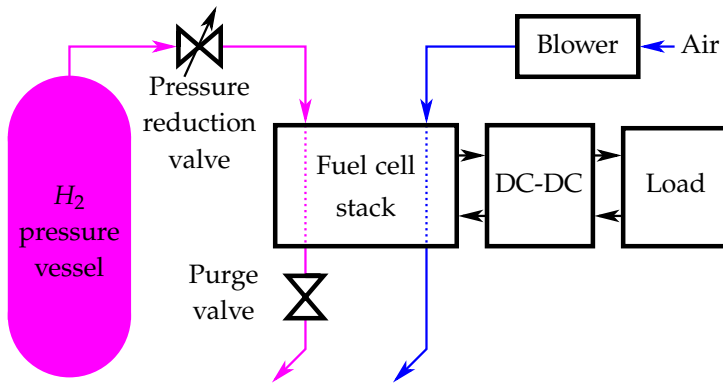 Blower
Air
Pressure
reduction
valve
Fuel cell
stack
DC-DC
Load
H₂
pressure
vessel
Purge
valve